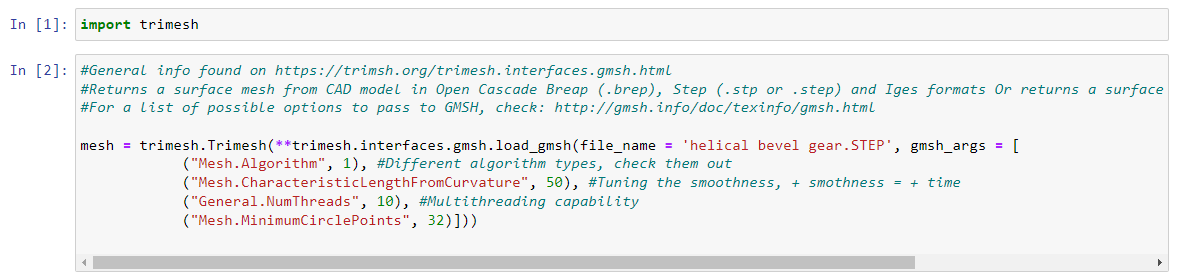 In [1]: import trimesh
In [2]: #General info found on https://trimsh.org/trimesh.interfaces.gmsh.html
#Returns a surface mesh from CAD model in Open Cascade Breap (.brep), Step (.stp or .step) and Iges formats Or returns a surface
#For a list of possible options to pass to GMSH, check: http://gmsh.info/doc/texinfo/gmsh.html
mesh = trimesh.Trimesh(**trimesh.interfaces.gmsh.load_gmsh(file_name = 'helical bevel gear.STEP', gmsh_args = [
("Mesh.Algorithm", 1), #Different algorithm types, check them out
("Mesh.CharacteristicLengthFromCurvature", 50), #Tuning the smoothness, + smothness = + time
("General.NumThreads", 10), #Multithreading capability
("Mesh.MinimumCirclePoints", 32)]))